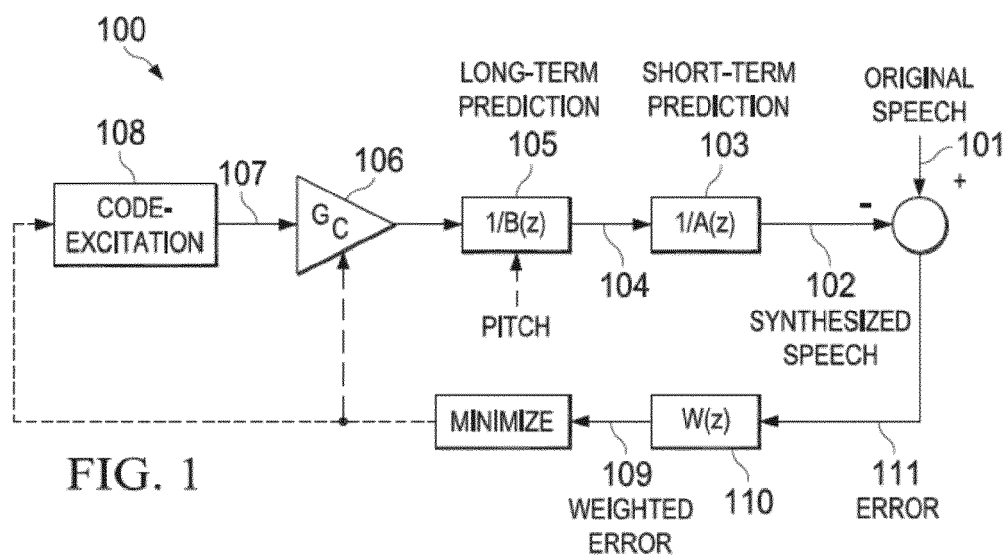 100
LONG-TERM
PREDICTION
SHORT-TERM
PREDICTION
ORIGINAL
SPEECH
108
107
106
105
103
101
+
CODE-
EXCITATION
GC
1/B(z)
1/A(z)
-
104
102
PITCH
SYNTHESIZED
SPEECH
MINIMIZE
W(z)
FIG. 1
109
WEIGHTED
ERROR
110
111
ERROR